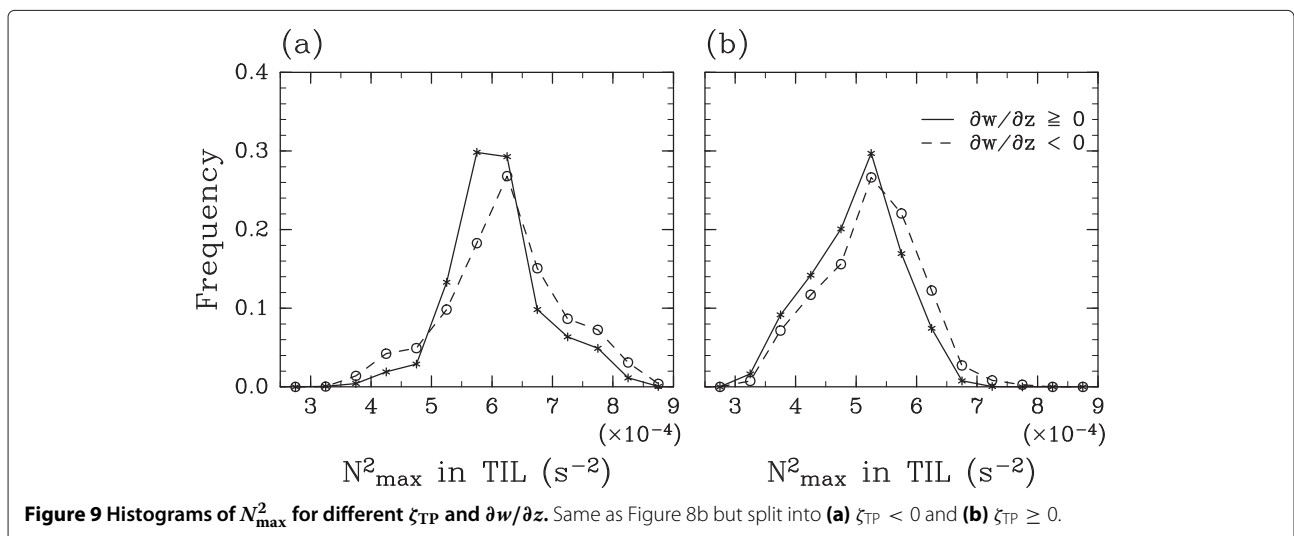 (a) (b)
0.4
0.3
0.2
0.1
0.0
Frequency
∂w/∂z ≧ 0
∂w/∂z < 0
3 4 5 6 7 8 9 3 4 5 6 7 8 9
(×10⁻⁴) (×10⁻⁴)
N²max in TIL (s⁻²) N²max in TIL (s⁻²)
Figure 9 Histograms of N²max for different ζTP and ∂w/∂z. Same as Figure 8b but split into (a) ζTP < 0 and (b) ζTP ≥ 0.